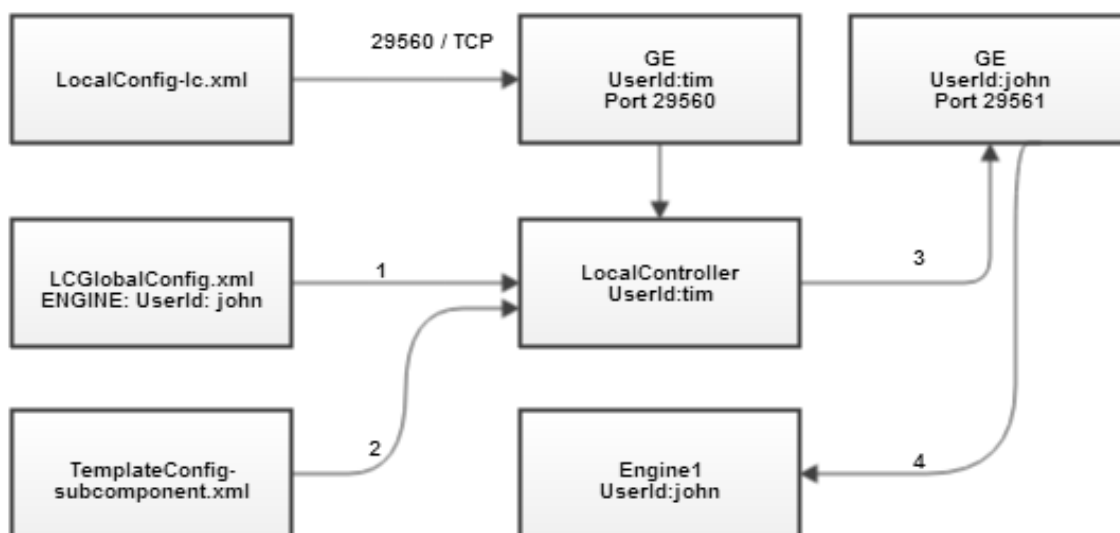 29560 / TCP
LocalConfig-lc.xml
GE
UserId:tim
Port 29560
GE
UserId:john
Port 29561
1
LCGlobalConfig.xml
ENGINE: UserId: john
LocalController
UserId:tim
3
2
TemplateConfig-
subcomponent.xml
Engine1
UserId:john
4